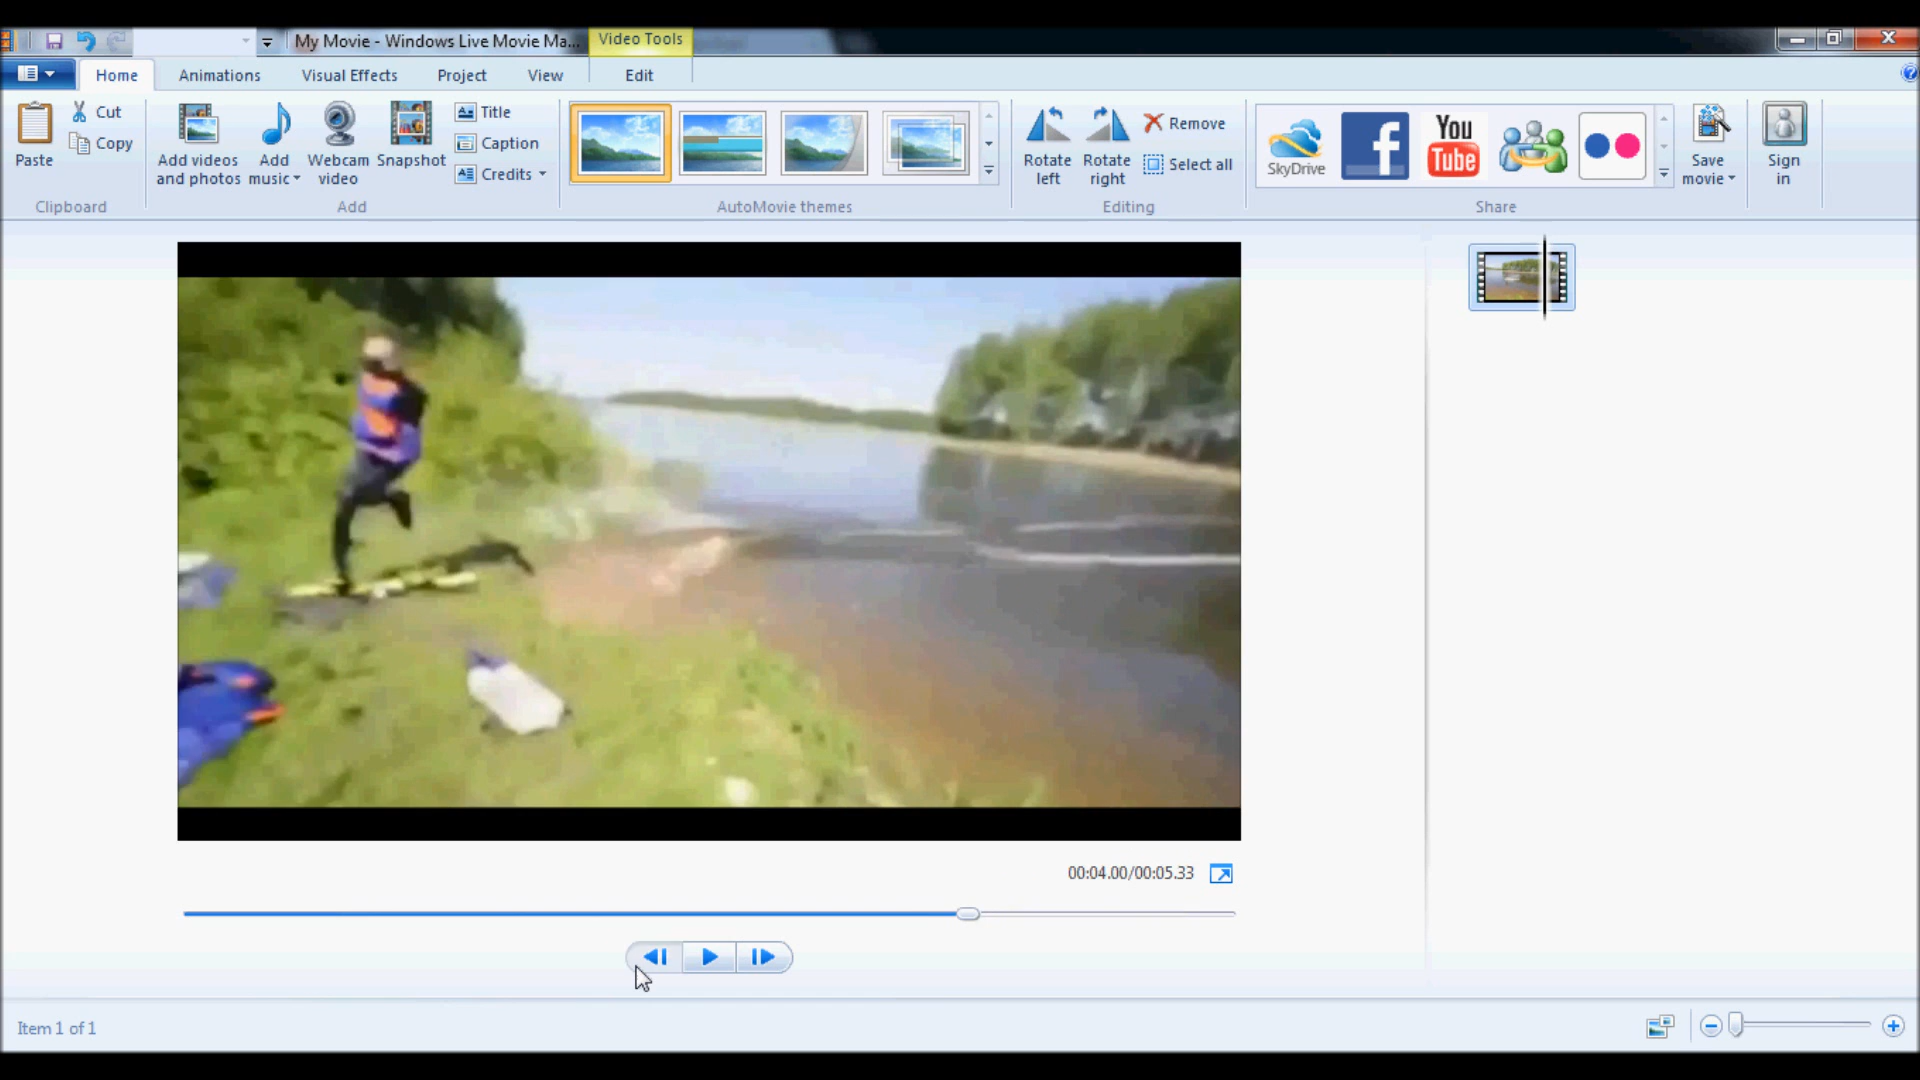 My Movie - Windows Live Movie Ma...
Video Tools
Home
Animations
Visual Effects
Project
View
Edit
Paste
Cut
Copy
Clipboard
Add videos
and photos
Add
music
Webcam
video
Snapshot
Title
Caption
Credits
Add
AutoMovie themes
Rotate
left
Rotate
right
Remove
Select all
Editing
SkyDrive
f
You
Tube
Share
Save
movie
Sign
in
00:04.00/00:05.33
Item 1 of 1